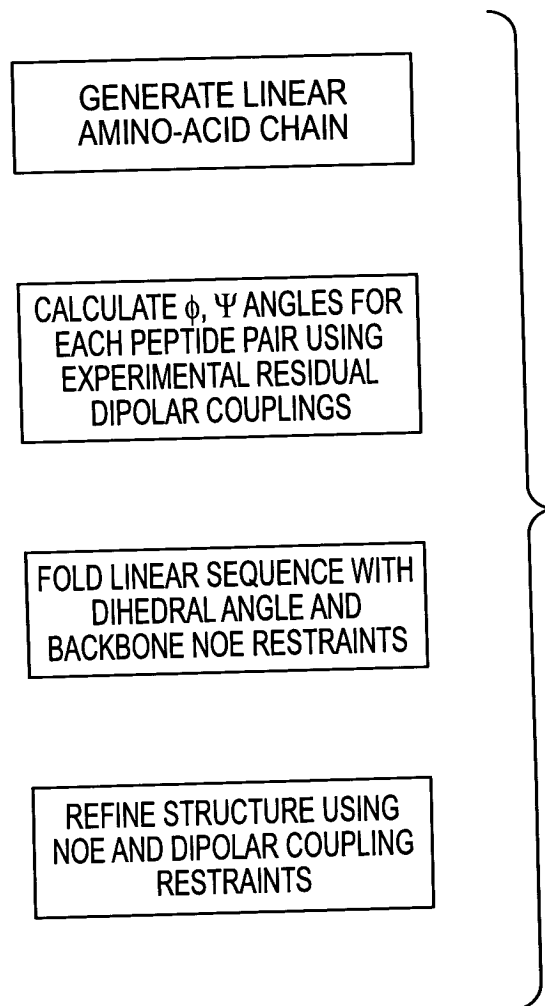 GENERATE LINEAR
AMINO-ACID CHAIN
CALCULATE ϕ, Ψ ANGLES FOR
EACH PEPTIDE PAIR USING
EXPERIMENTAL RESIDUAL
DIPOLAR COUPLINGS
FOLD LINEAR SEQUENCE WITH
DIHEDRAL ANGLE AND
BACKBONE NOE RESTRAINTS
REFINE STRUCTURE USING
NOE AND DIPOLAR COUPLING
RESTRAINTS